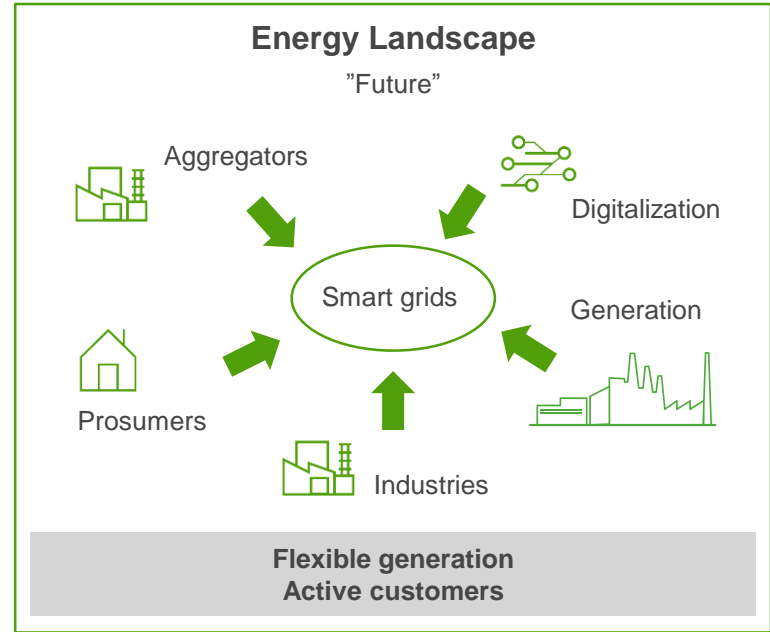 Energy Landscape
”Future”
Aggregators
Digitalization
Smart grids
Generation
Prosumers
Industries
Flexible generation
Active customers